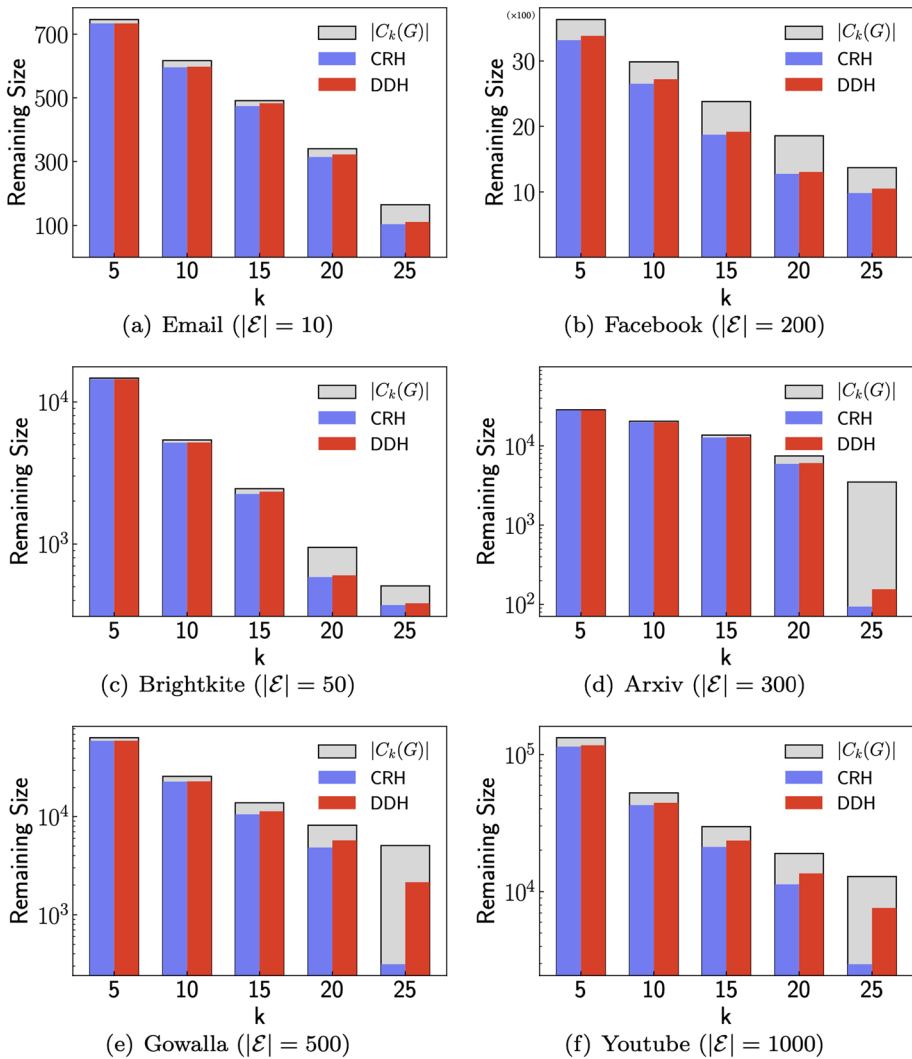 Remaining Size
700
500
300
100
|C_k(G)|
CRH
DDH
5 10 15 20 25
k
(a) Email (|ℰ| = 10)
(×100)
Remaining Size
30
20
10
|C_k(G)|
CRH
DDH
5 10 15 20 25
k
(b) Facebook (|ℰ| = 200)
Remaining Size
10^4
10^3
|C_k(G)|
CRH
DDH
5 10 15 20 25
k
(c) Brightkite (|ℰ| = 50)
Remaining Size
10^4
10^3
10^2
|C_k(G)|
CRH
DDH
5 10 15 20 25
k
(d) Arxiv (|ℰ| = 300)
Remaining Size
10^4
10^3
|C_k(G)|
CRH
DDH
5 10 15 20 25
k
(e) Gowalla (|ℰ| = 500)
Remaining Size
10^5
10^4
|C_k(G)|
CRH
DDH
5 10 15 20 25
k
(f) Youtube (|ℰ| = 1000)